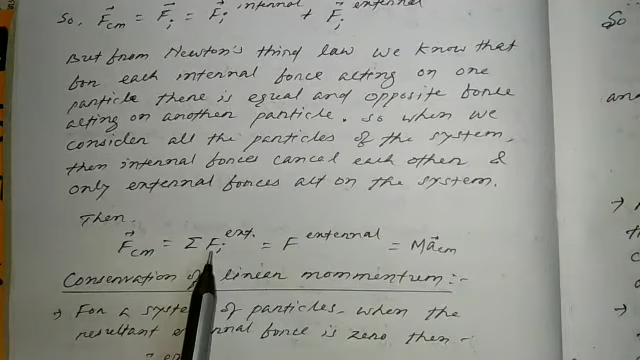 So, F⃗cm = F⃗i = F⃗i internal + F⃗i external
So
But from Newton's third law we know that
for each internal force acting on one
particle there is equal and opposite force
acting on another particle. So when we
consider all the particles of the system,
then internal forces cancel each other &
only external forces act on the system.
Then.
F⃗cm = Σ F⃗i ext. = F external = Ma⃗cm
Conservation of linear mommentum:-
→ For a system of particles, when the
resultant external force is zero then-